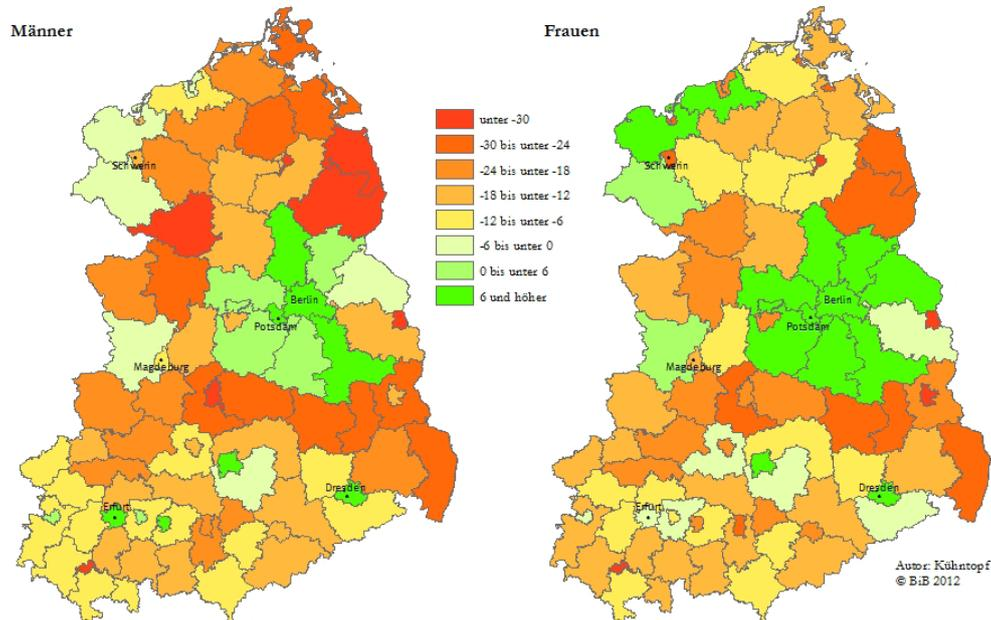 Männer
Frauen
unter -30
-30 bis unter -24
-24 bis unter -18
-18 bis unter -12
-12 bis unter -6
-6 bis unter 0
0 bis unter 6
6 und höher
Schwerin
Berlin
Potsdam
Magdeburg
Dresden
Erfurt
Schwerin
Berlin
Potsdam
Magdeburg
Dresden
Erfurt
Autor: Kühntopf
© BiB 2012